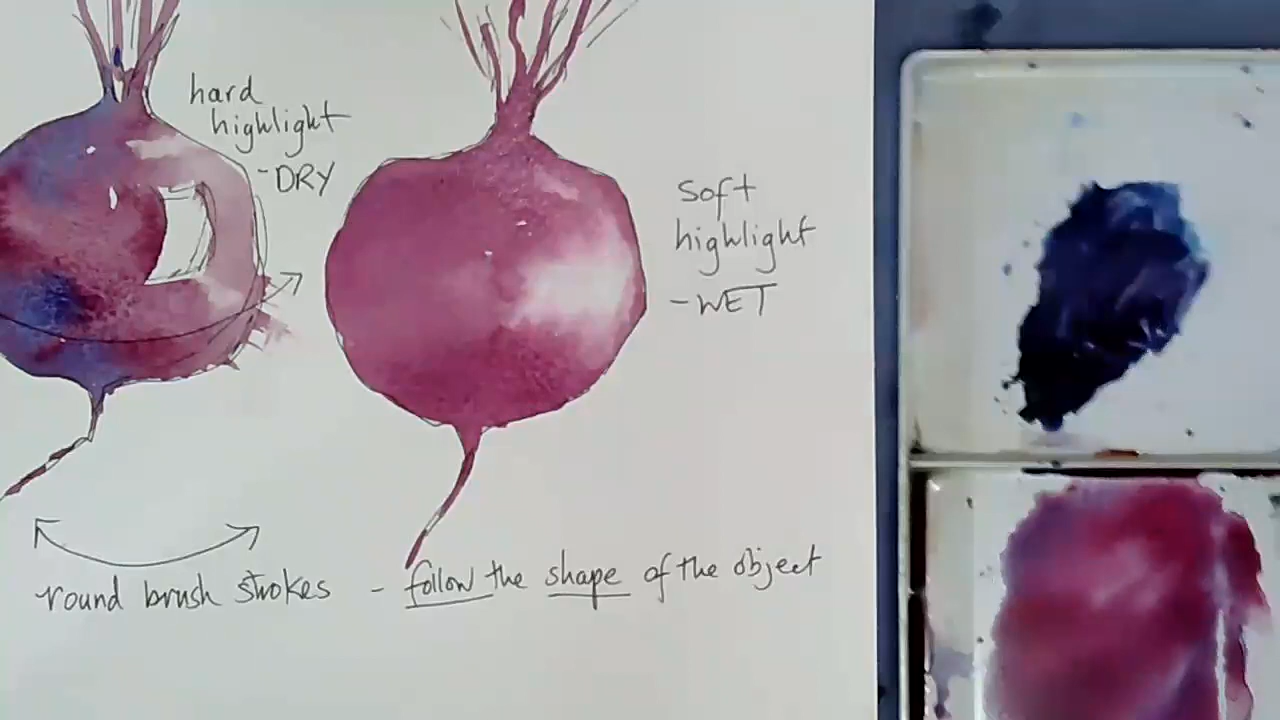 hard
highlight
- DRY
Soft
highlight
- WET
round brush strokes - follow the shape of the object